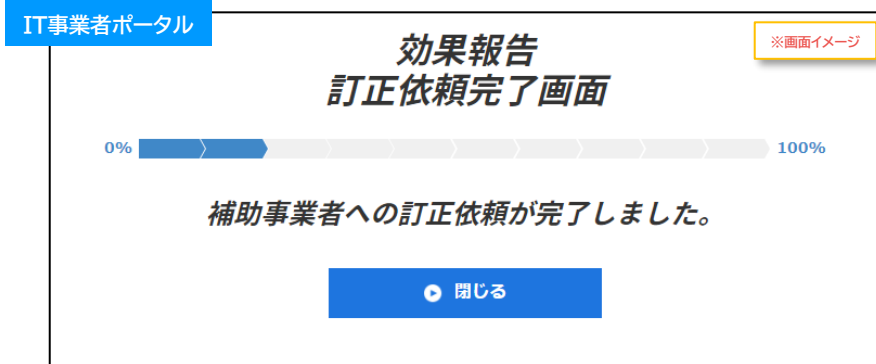 IT事業者ポータル
※画面イメージ
効果報告
訂正依頼完了画面
0%
100%
補助事業者への訂正依頼が完了しました。
閉じる